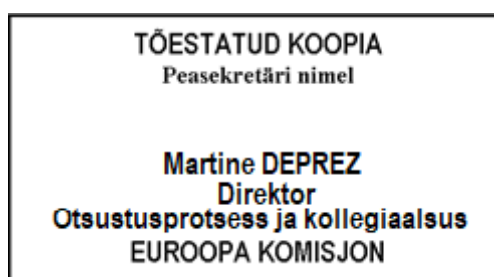 TÕESTATUD KOOPIA
Peasekretäri nimel
Martine DEPREZ
Direktor
Otsustusprotsess ja kollegiaalsus
EUROOPA KOMISJON